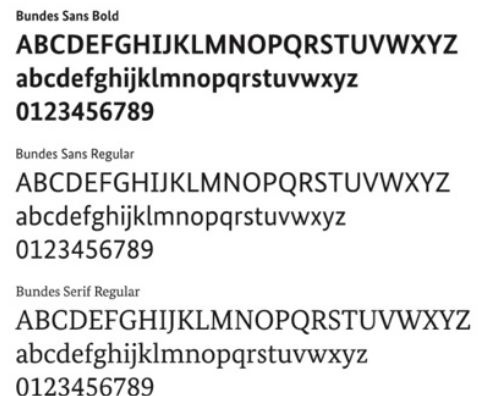 Bundes Sans Bold
ABCDEFGHIJKLMNOPQRSTUVWXYZ
abcdefghijklmnopqrstuvwxyz
0123456789
Bundes Sans Regular
ABCDEFGHIJKLMNOPQRSTUVWXYZ
abcdefghijklmnopqrstuvwxyz
0123456789
Bundes Serif Regular
ABCDEFGHIJKLMNOPQRSTUVWXYZ
abcdefghijklmnopqrstuvwxyz
0123456789